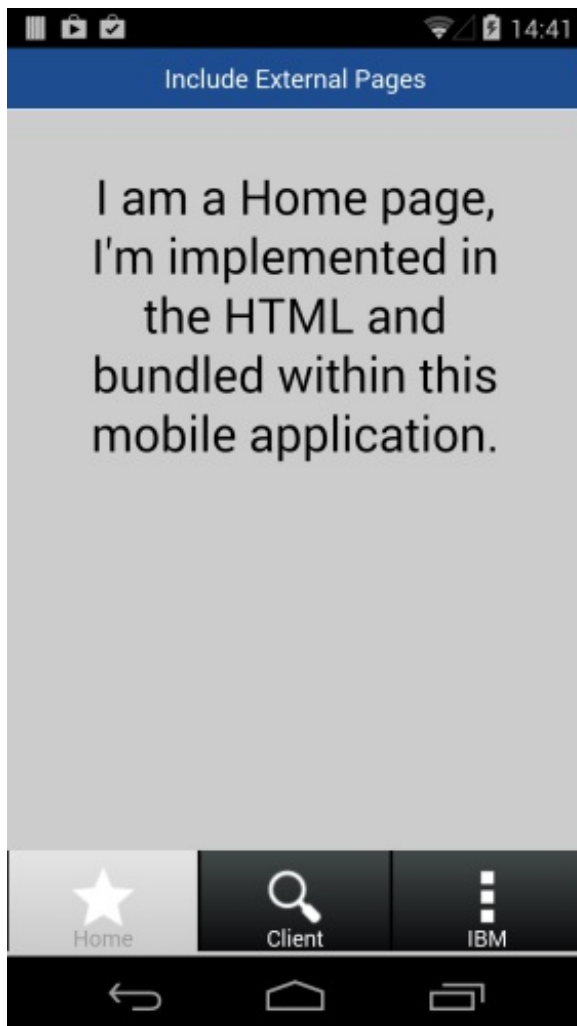 14:41
Include External Pages
I am a Home page,
I'm implemented in
the HTML and
bundled within this
mobile application.
Home
Client
IBM